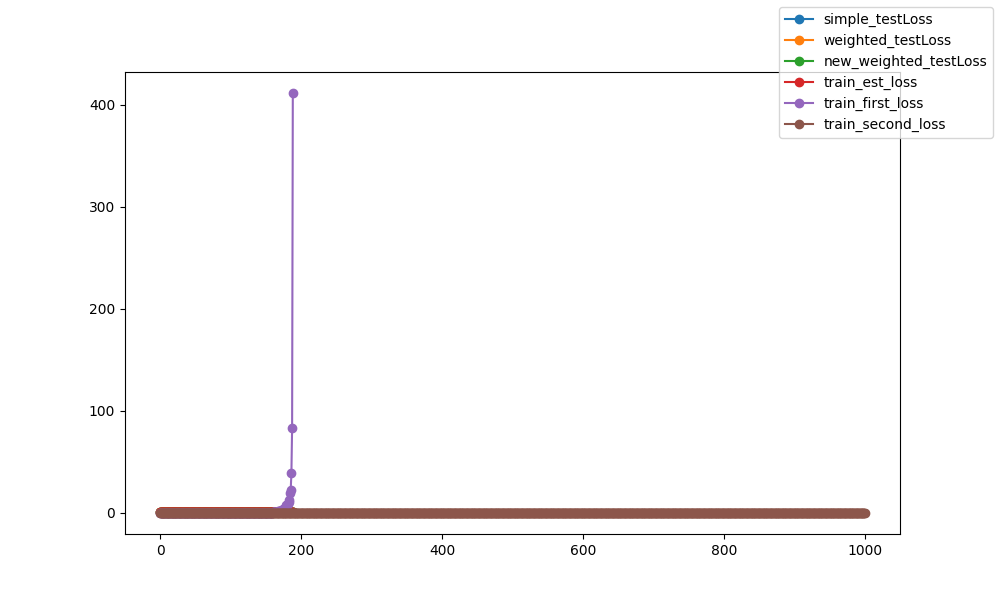 simple_testLoss
weighted_testLoss
new_weighted_testLoss
train_est_loss
train_first_loss
train_second_loss
400
300
200
100
0
0 200 400 600 800 1000